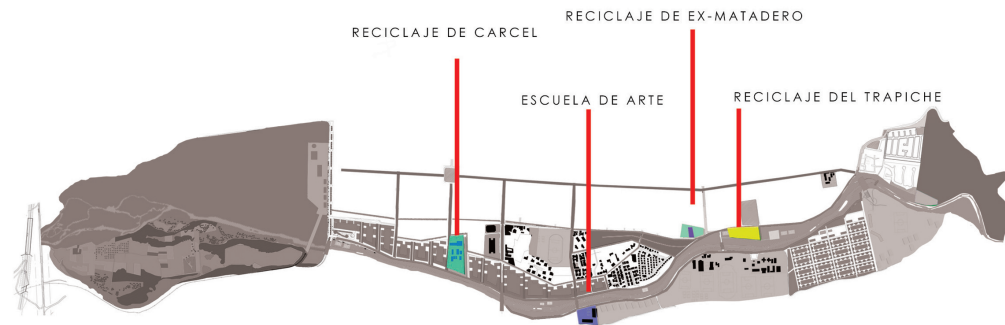 RECICLAJE DE EX-MATADERO
RECICLAJE DE CARCEL
ESCUELA DE ARTE
RECICLAJE DEL TRAPICHE